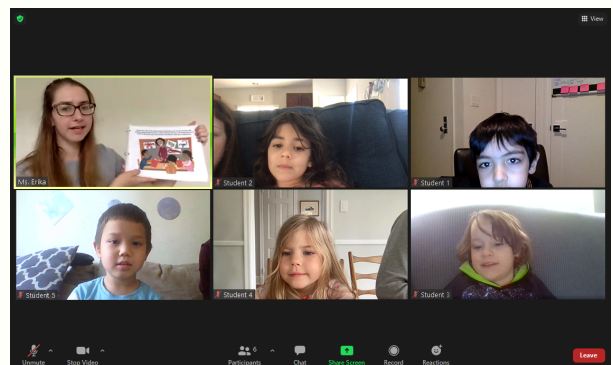 View
Ms. Erika
Student 2
Student 1
Student 5
Student 4
Student 3
Unmute
Stop Video
6
Participants
Chat
Share Screen
Record
Reactions
Leave